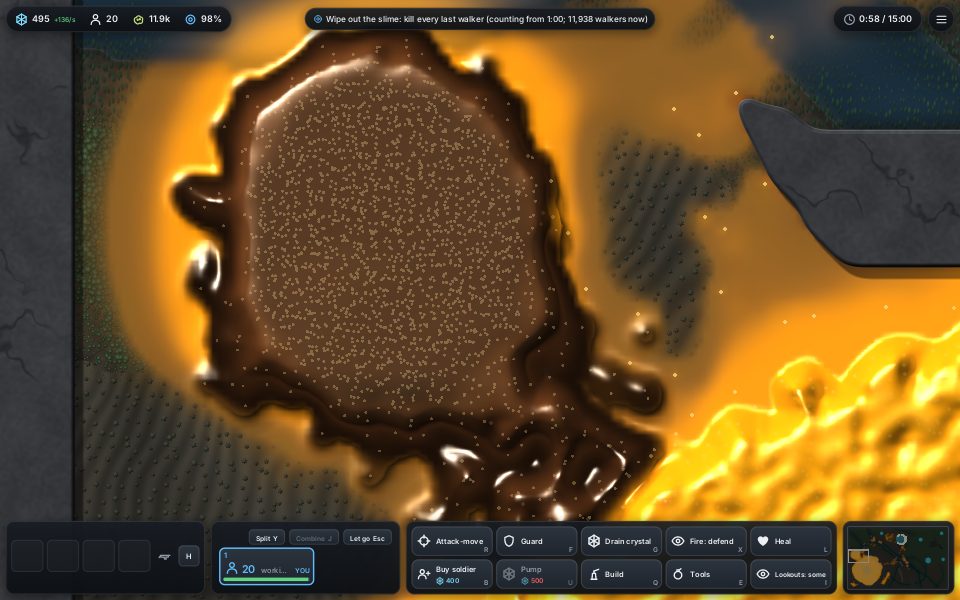 495 +136/s 20 11.9k 98%
Wipe out the slime: kill every last walker (counting from 1:00; 11,938 walkers now)
0:58 / 15:00
H
Split Y Combine J Let go Esc
1
20 worki... YOU
Attack-move R
Guard F
Drain crystal G
Fire: defend X
Heal L
Buy soldier 400 B
Pump 500 U
Build Q
Tools E
Lookouts: some I